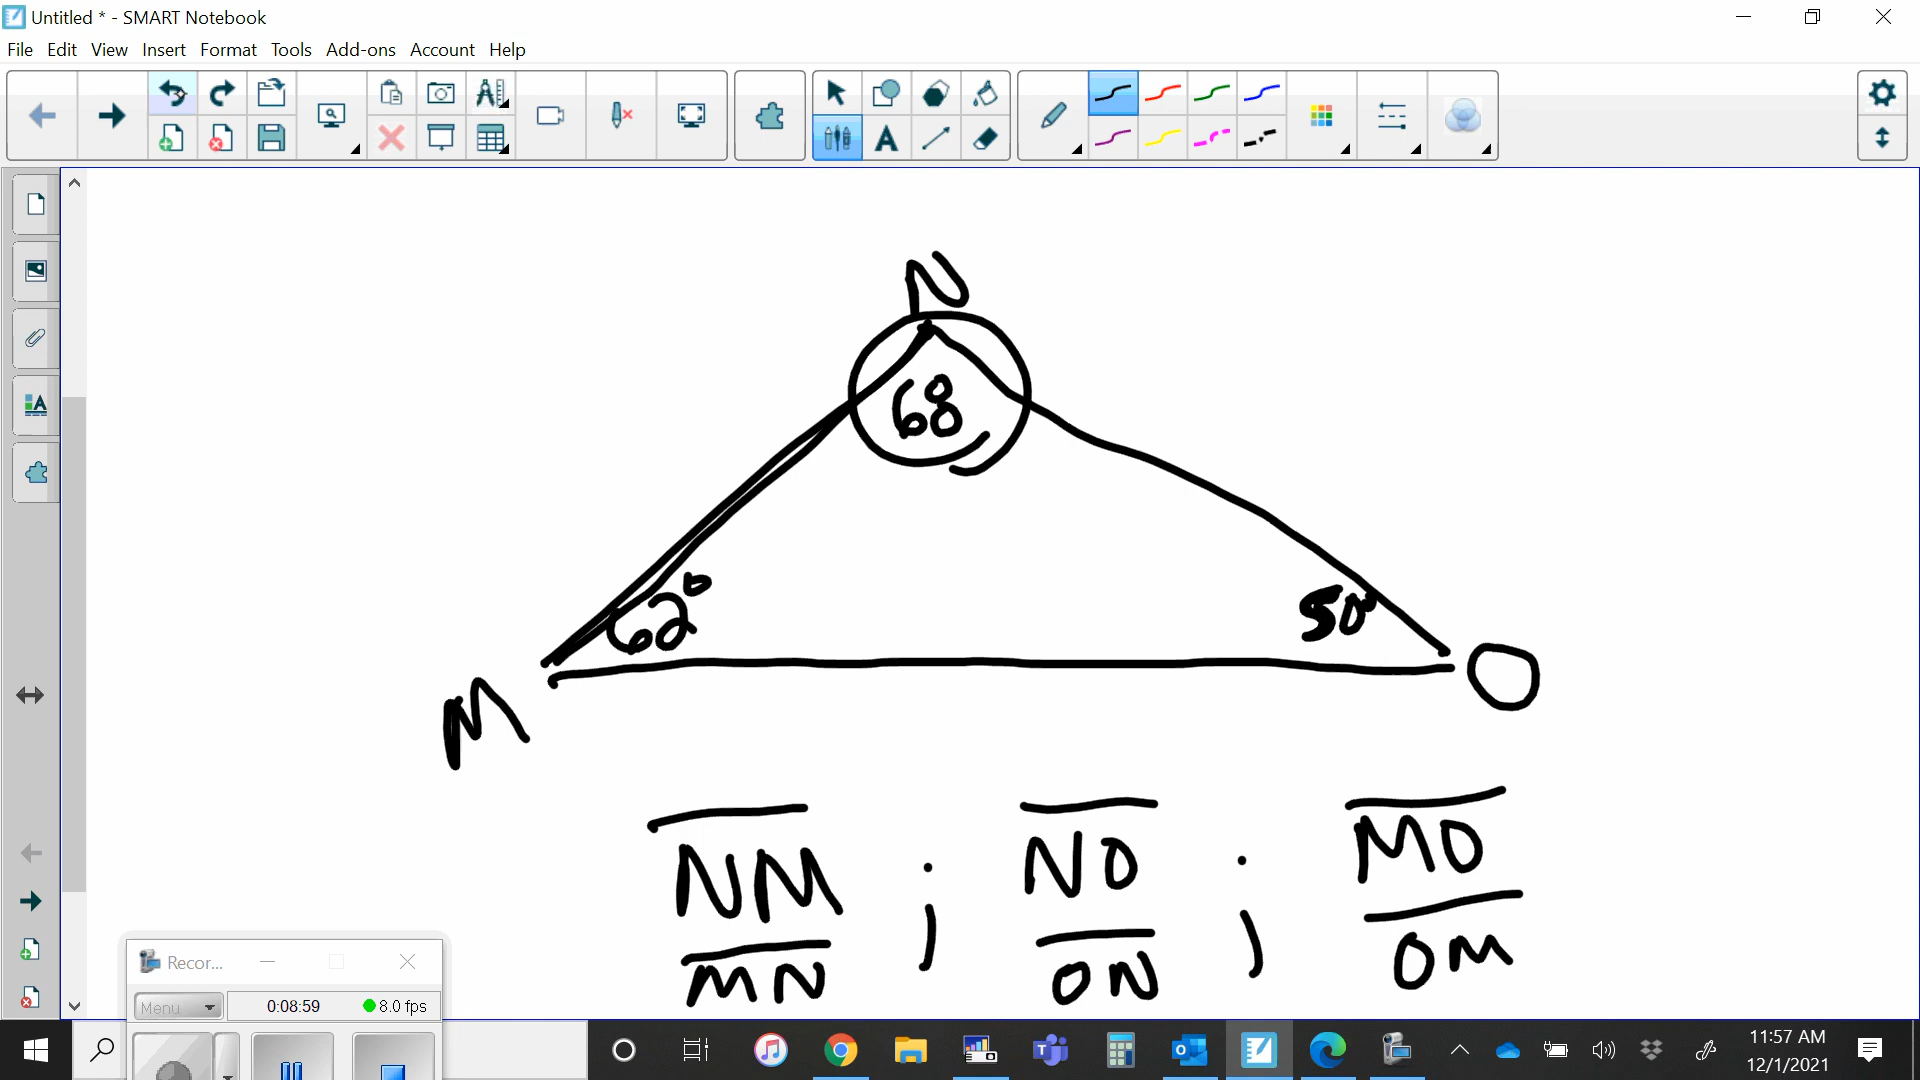 Untitled * - SMART Notebook
File Edit View Insert Format Tools Add-ons Account Help
N
68
62°
50°
M
O
NM ; NO ; MO
MN ON OM
Recor...
Menu 0:08:59 8.0 fps
11:57 AM
12/1/2021